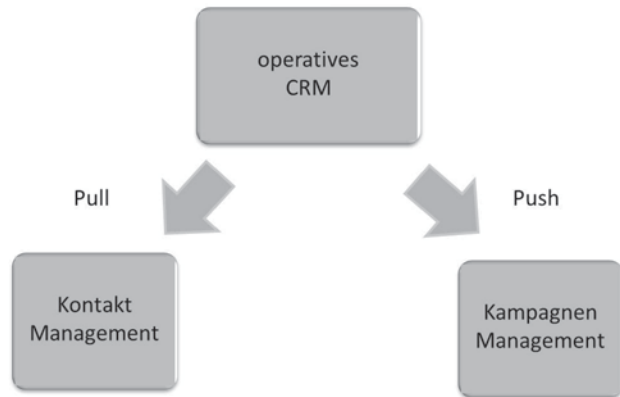 operatives
CRM
Pull
Push
Kontakt
Management
Kampagnen
Management